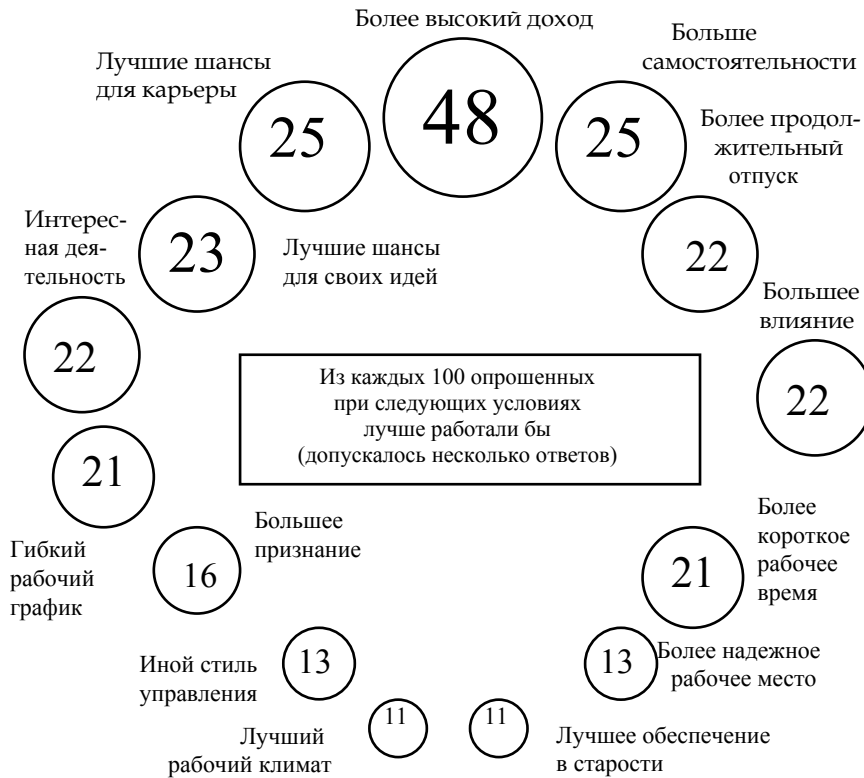 Более высокий доход
48
Больше
самостоятельности
25
Лучшие шансы
для карьеры
25
Более продол-
жительный
отпуск
22
Интерес-
ная дея-
тельность
22
23
Лучшие шансы
для своих идей
Большее
влияние
22
Из каждых 100 опрошенных
при следующих условиях
лучше работали бы
(допускалось несколько ответов)
21
Гибкий
рабочий
график
Большее
признание
16
Более
короткое
рабочее
время
21
Иной стиль
управления
13
13
Более надежное
рабочее место
Лучший
рабочий климат
11
11
Лучшее обеспечение
в старости